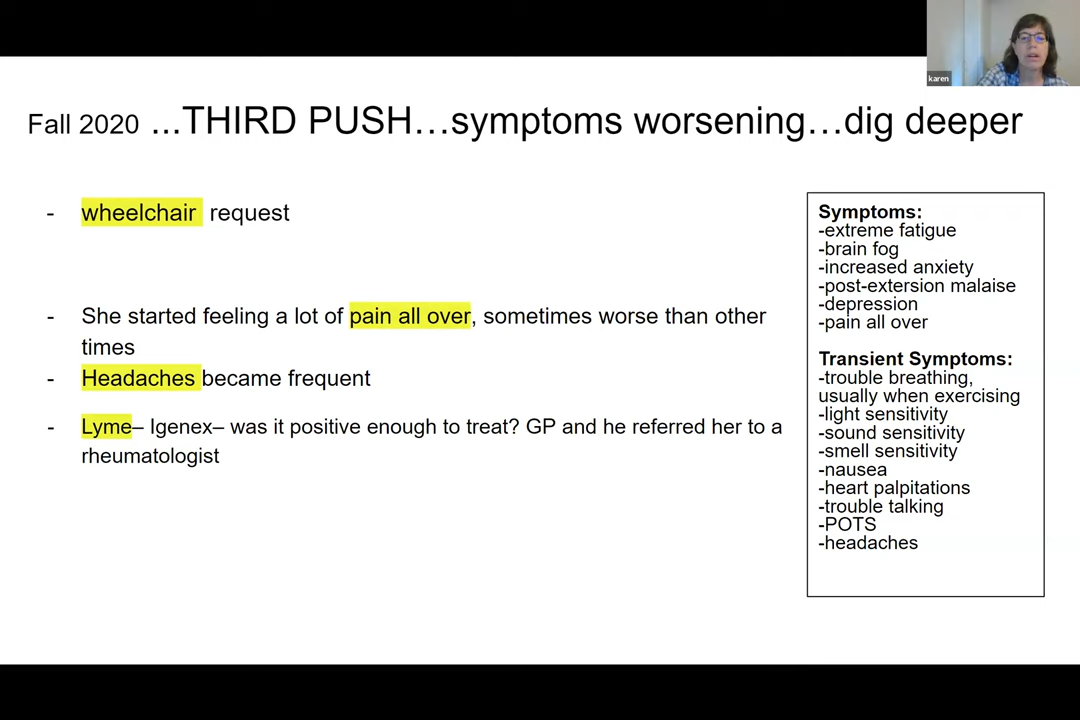 karen
Fall 2020 ...THIRD PUSH...symptoms worsening...dig deeper
- wheelchair request
- She started feeling a lot of pain all over, sometimes worse than other
times
- Headaches became frequent
- Lyme– Igenex– was it positive enough to treat? GP and he referred her to a
rheumatologist
Symptoms:
-extreme fatigue
-brain fog
-increased anxiety
-post-extersion malaise
-depression
-pain all over
Transient Symptoms:
-trouble breathing,
usually when exercising
-light sensitivity
-sound sensitivity
-smell sensitivity
-nausea
-heart palpitations
-trouble talking
-POTS
-headaches